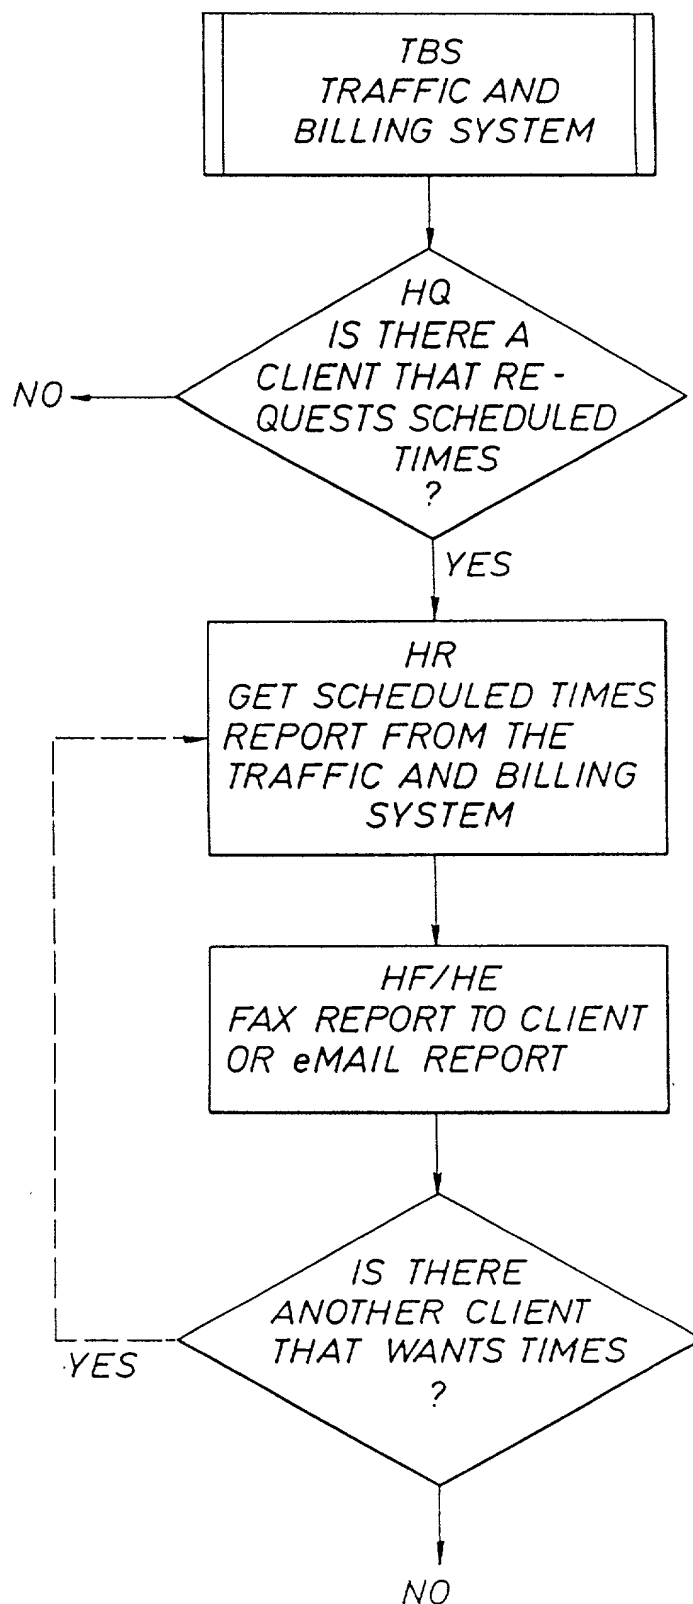 TBS
TRAFFIC AND
BILLING SYSTEM
HQ
IS THERE A
CLIENT THAT RE-
QUESTS SCHEDULED
TIMES
?
NO
YES
HR
GET SCHEDULED TIMES
REPORT FROM THE
TRAFFIC AND BILLING
SYSTEM
HF/HE
FAX REPORT TO CLIENT
OR eMAIL REPORT
IS THERE
ANOTHER CLIENT
THAT WANTS TIMES
?
YES
NO